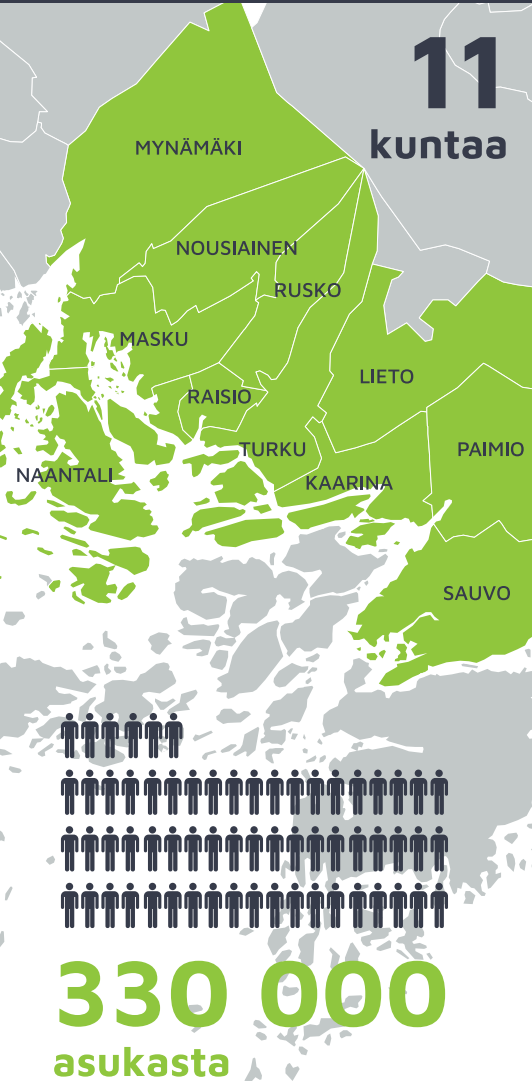 11
kuntaa
MYNÄMÄKI
NOUSIAINEN
RUSKO
MASKU
LIETO
RAISIO
TURKU
PAIMIO
NAANTALI
KAARINA
SAUVO
330 000
asukasta